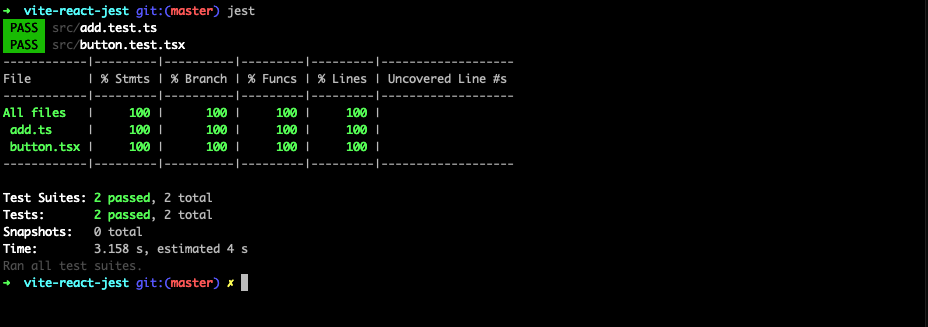 ➜  vite-react-jest git:(master) jest
 PASS  src/add.test.ts
 PASS  src/button.test.tsx
------------|---------|----------|---------|---------|-------------------
File        | % Stmts | % Branch | % Funcs | % Lines | Uncovered Line #s
------------|---------|----------|---------|---------|-------------------
All files   |     100 |      100 |     100 |     100 |
 add.ts     |     100 |      100 |     100 |     100 |
 button.tsx |     100 |      100 |     100 |     100 |
------------|---------|----------|---------|---------|-------------------
Test Suites: 2 passed, 2 total
Tests:       2 passed, 2 total
Snapshots:   0 total
Time:        3.158 s, estimated 4 s
Ran all test suites.
➜  vite-react-jest git:(master) ✗